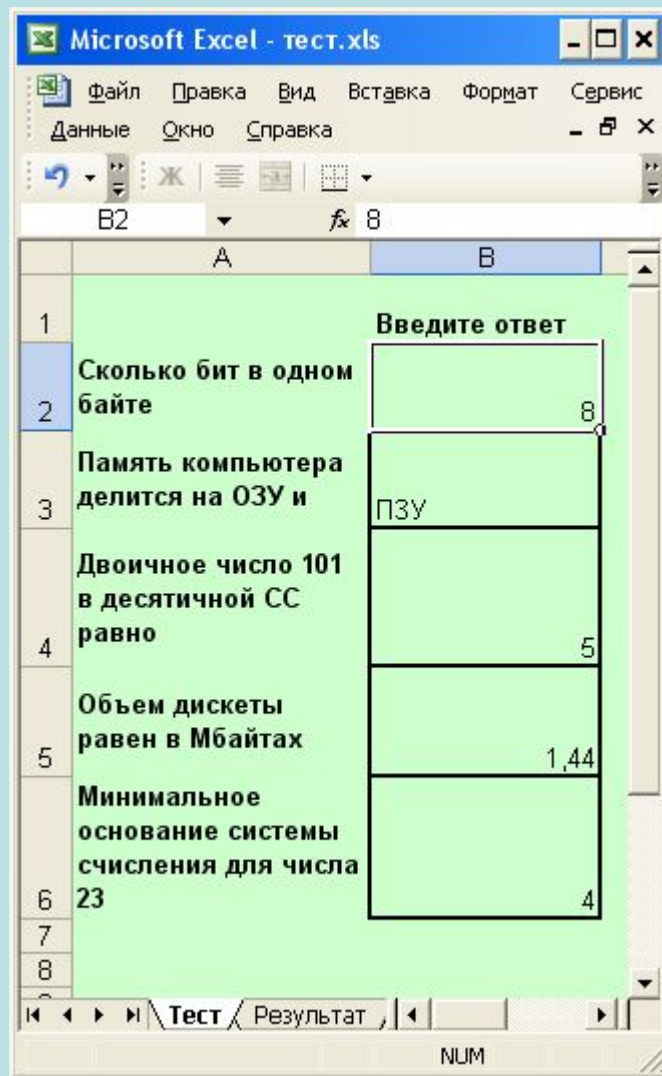 Microsoft Excel - тест.xls
Файл Правка Вид Вставка Формат Сервис
Данные Окно Справка
Ж
B2 fx 8
A B
1 Введите ответ
Сколько бит в одном
2 байте 8
Память компьютера
3 делится на ОЗУ и ПЗУ
Двоичное число 101
в десятичной СС
4 равно 5
Объем дискеты
5 равен в Мбайтах 1,44
Минимальное
основание системы
счисления для числа
6 23 4
7
8
Тест Результат
NUM